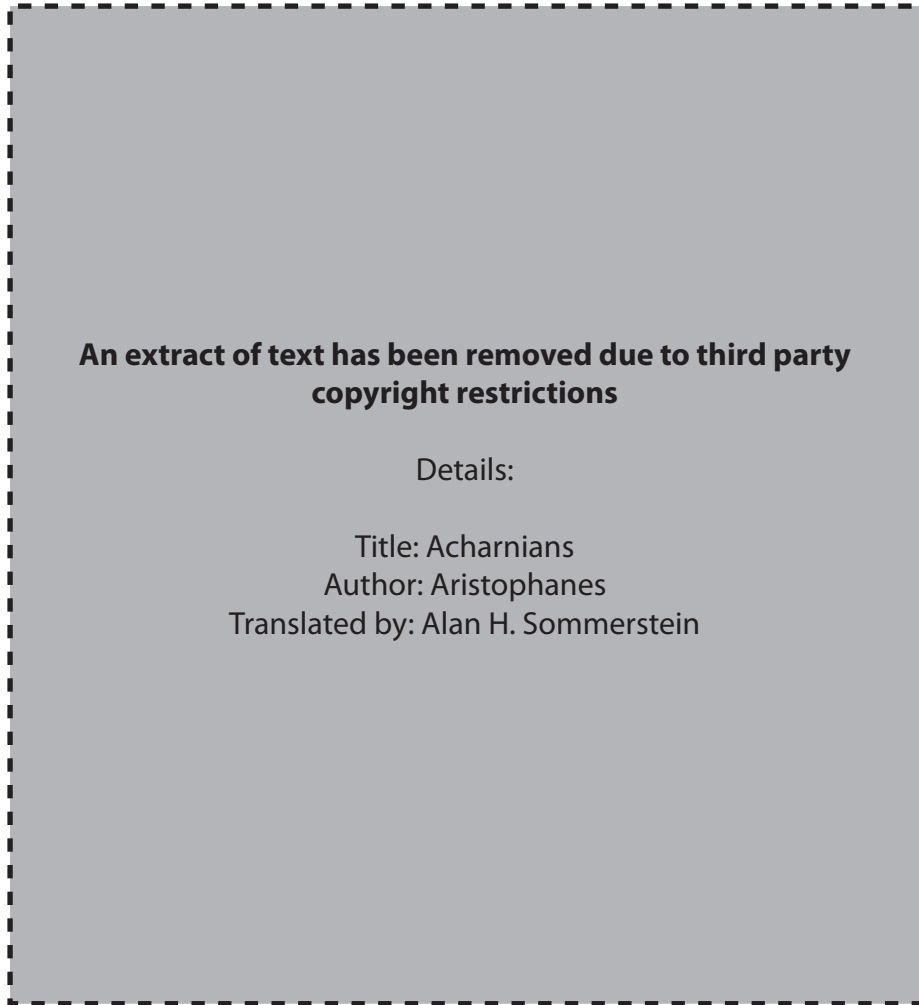 An extract of text has been removed due to third party
copyright restrictions
Details:
Title: Acharnians
Author: Aristophanes
Translated by: Alan H. Sommerstein